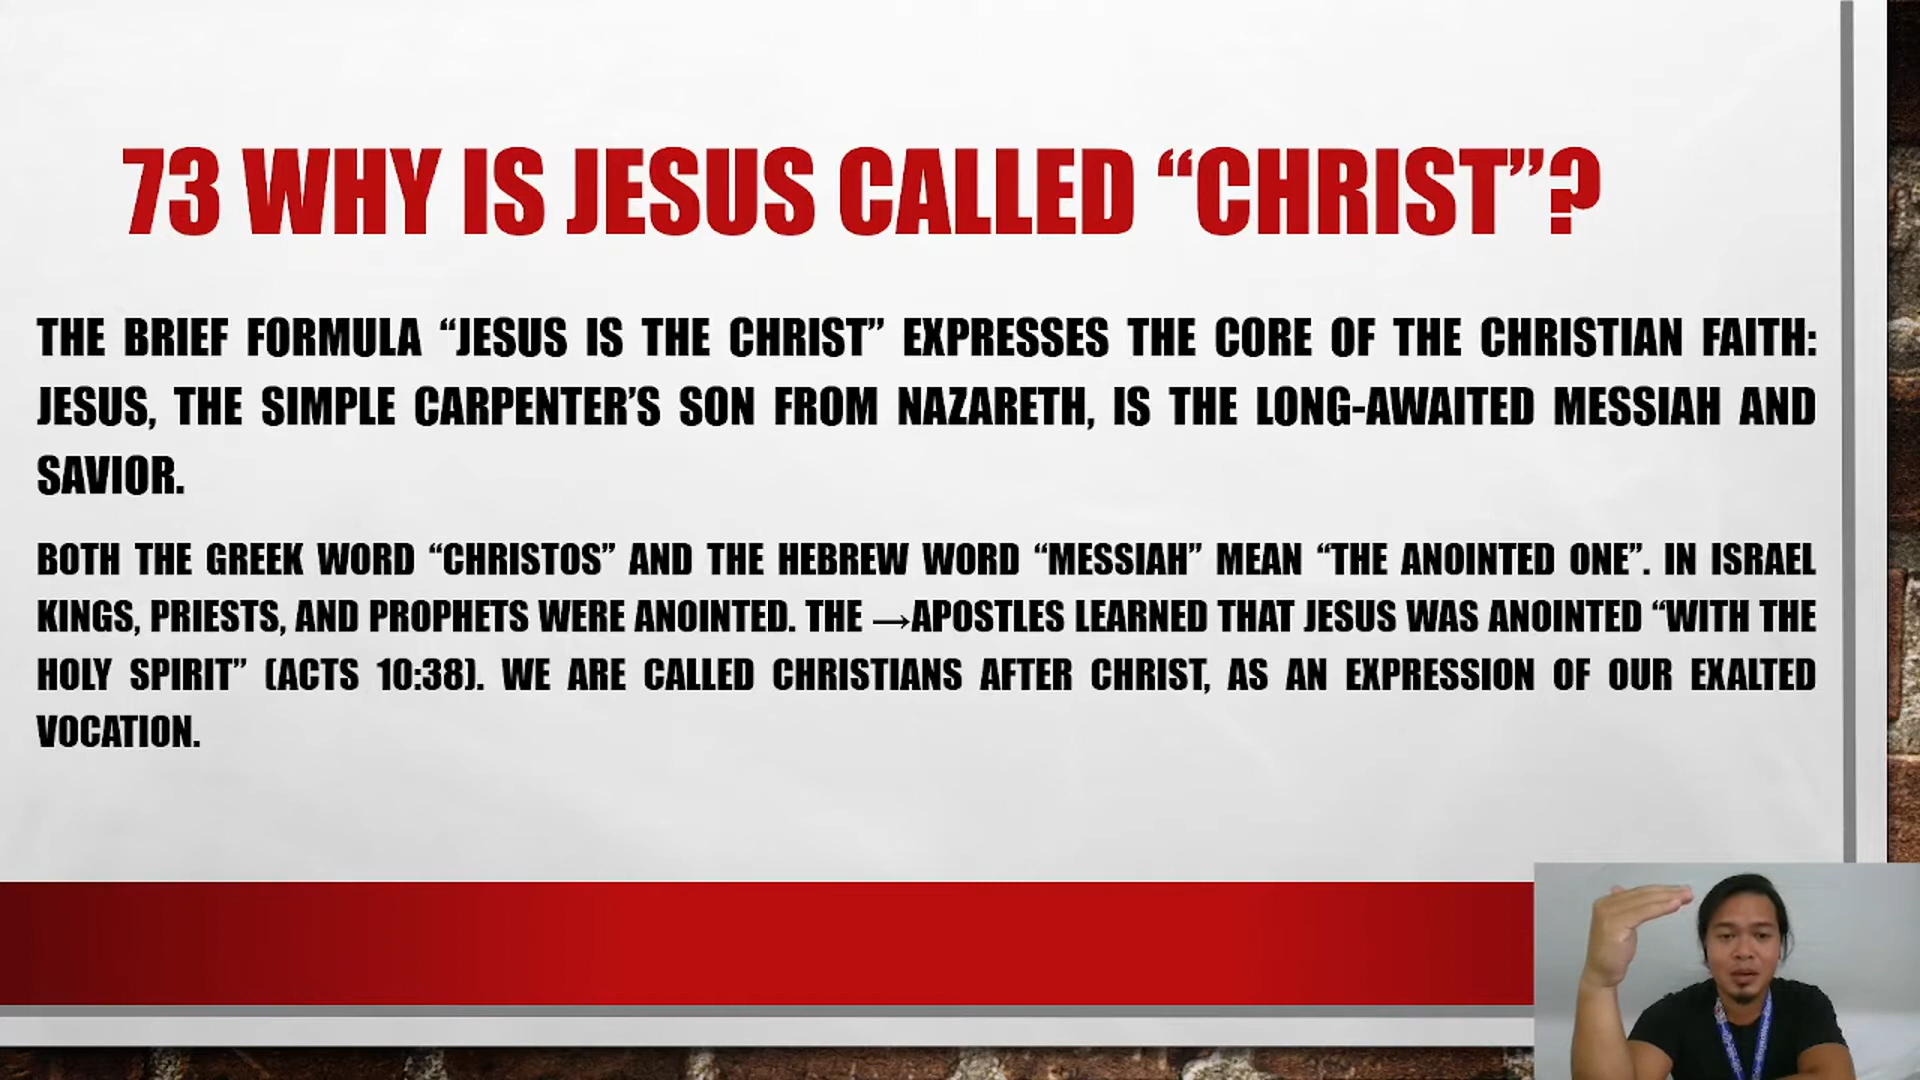 73 WHY IS JESUS CALLED “CHRIST”?
THE BRIEF FORMULA “JESUS IS THE CHRIST” EXPRESSES THE CORE OF THE CHRISTIAN FAITH:
JESUS, THE SIMPLE CARPENTER’S SON FROM NAZARETH, IS THE LONG-AWAITED MESSIAH AND
SAVIOR.
BOTH THE GREEK WORD “CHRISTOS” AND THE HEBREW WORD “MESSIAH” MEAN “THE ANOINTED ONE”. IN ISRAEL
KINGS, PRIESTS, AND PROPHETS WERE ANOINTED. THE →APOSTLES LEARNED THAT JESUS WAS ANOINTED “WITH THE
HOLY SPIRIT” (ACTS 10:38). WE ARE CALLED CHRISTIANS AFTER CHRIST, AS AN EXPRESSION OF OUR EXALTED
VOCATION.